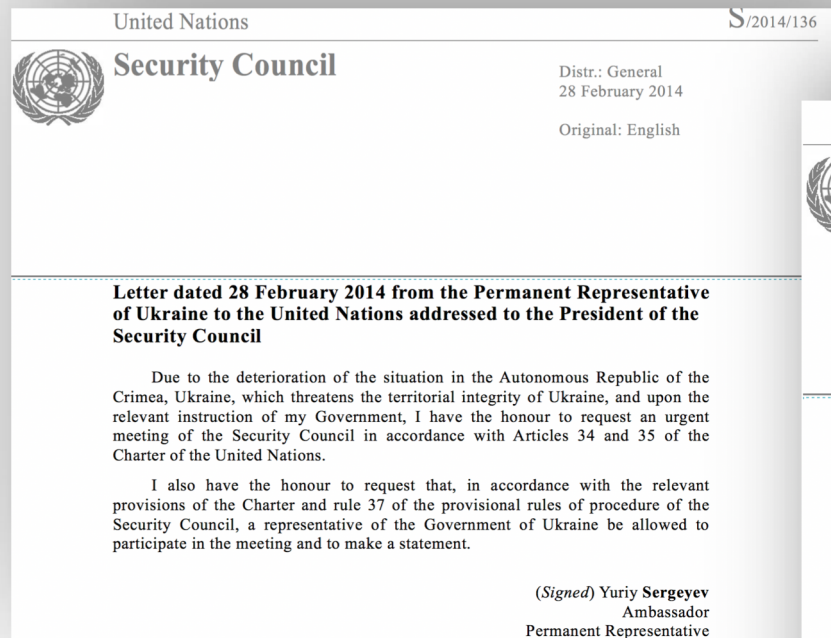 United Nations
S/2014/136
Security Council
Distr.: General
28 February 2014
Original: English
Letter dated 28 February 2014 from the Permanent Representative
of Ukraine to the United Nations addressed to the President of the
Security Council
Due to the deterioration of the situation in the Autonomous Republic of the
Crimea, Ukraine, which threatens the territorial integrity of Ukraine, and upon the
relevant instruction of my Government, I have the honour to request an urgent
meeting of the Security Council in accordance with Articles 34 and 35 of the
Charter of the United Nations.
I also have the honour to request that, in accordance with the relevant
provisions of the Charter and rule 37 of the provisional rules of procedure of the
Security Council, a representative of the Government of Ukraine be allowed to
participate in the meeting and to make a statement.
(Signed) Yuriy Sergeyev
Ambassador
Permanent Representative